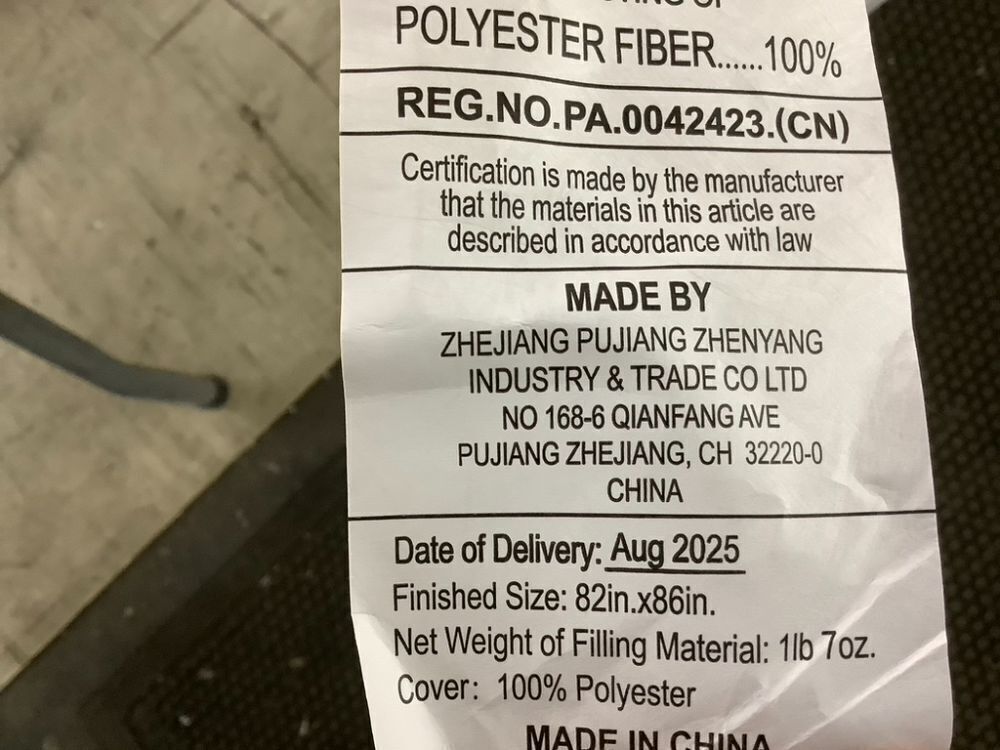 POLYESTER FIBER......100%
REG.NO.PA.0042423.(CN)
Certification is made by the manufacturer
that the materials in this article are
described in accordance with law
MADE BY
ZHEJIANG PUJIANG ZHENYANG
INDUSTRY & TRADE CO LTD
NO 168-6 QIANFANG AVE
PUJIANG ZHEJIANG, CH 32220-0
CHINA
Date of Delivery: Aug 2025
Finished Size: 82in.x86in.
Net Weight of Filling Material: 1lb 7oz.
Cover: 100% Polyester
MADE IN CHINA